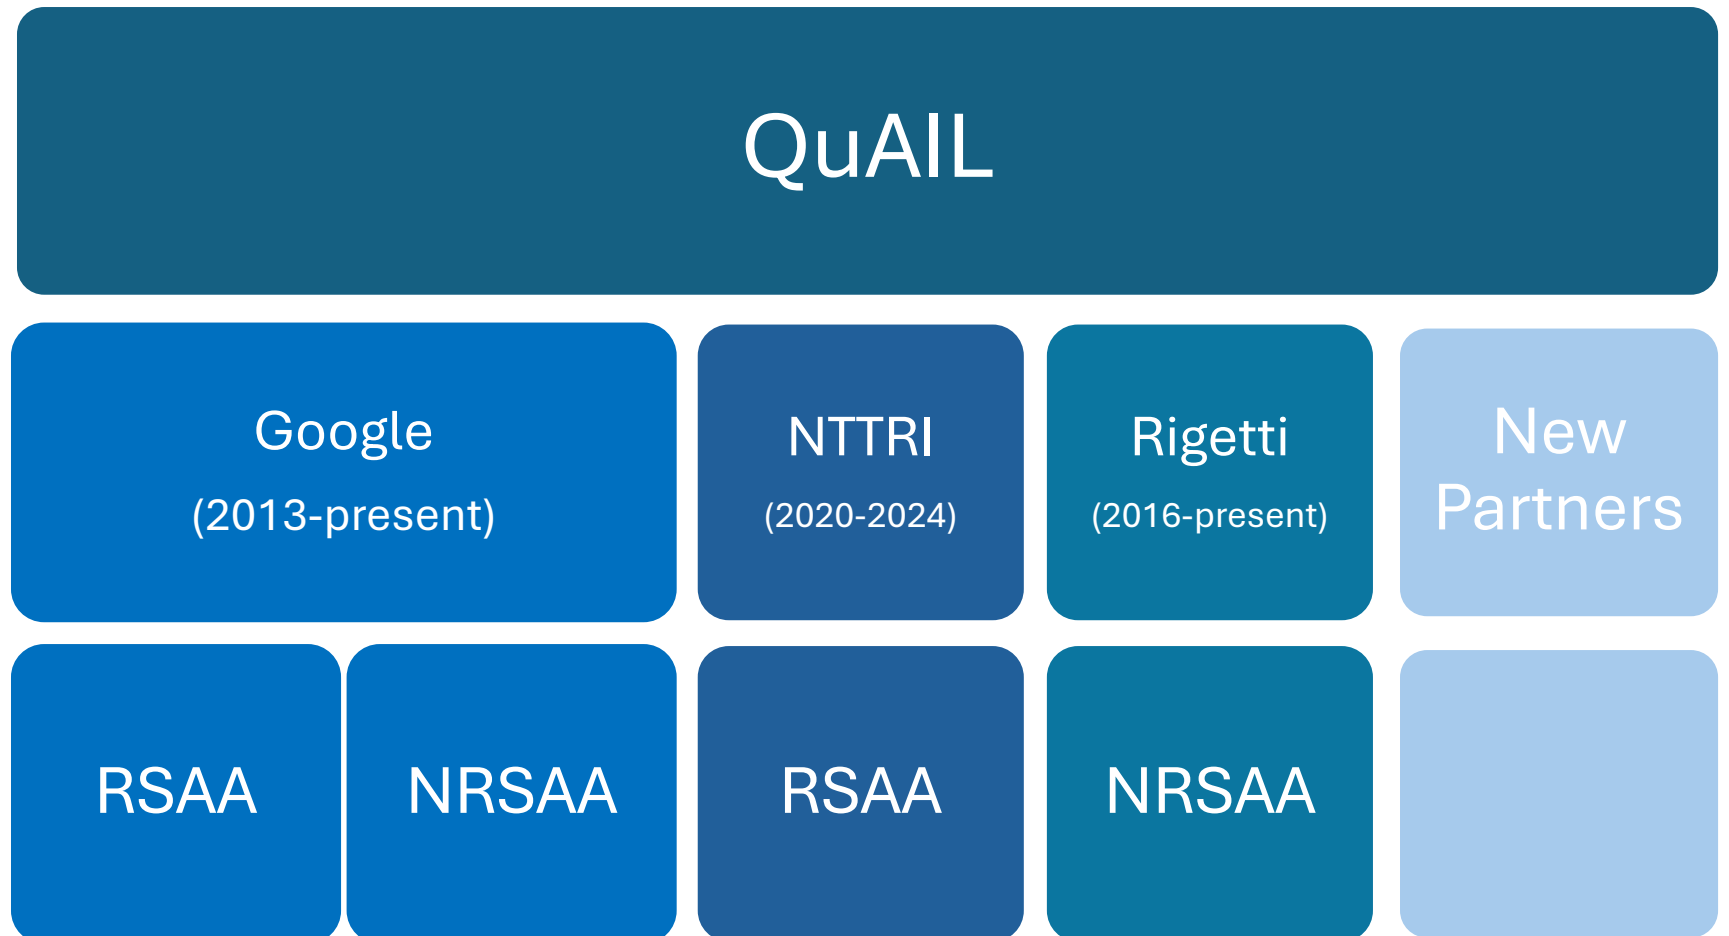 QuAIL
Google
(2013-present)
NTTRI
(2020-2024)
Rigetti
(2016-present)
New
Partners
RSAA
NRSAA
RSAA
NRSAA